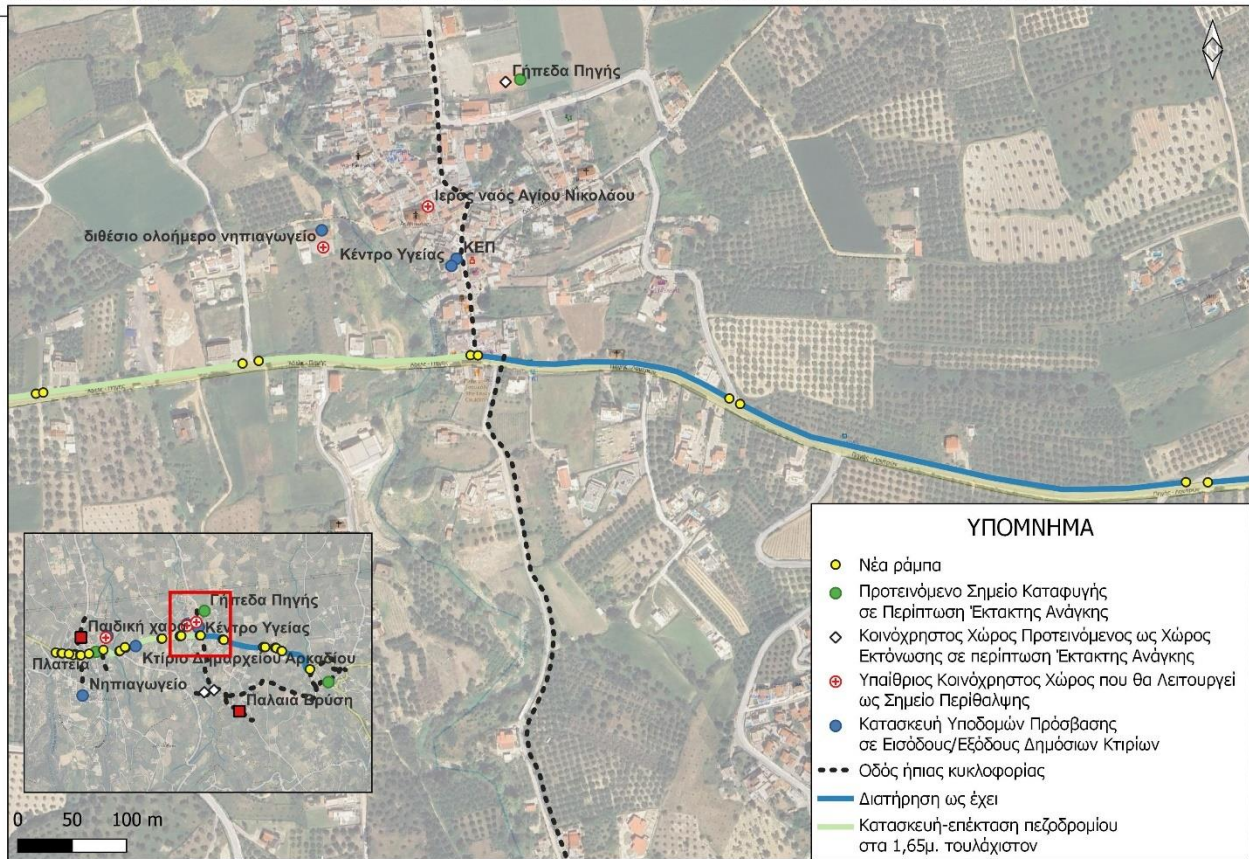 Γήπεδα Πηγής
Ιερός ναός Αγίου Νικολάου
διθέσιο ολοήμερο νηπιαγωγείο
ΚΕΠ
Κέντρο Υγείας
Γήπεδα Πηγής
Παιδική χαρά
Κέντρο Υγείας
Πλατεία
Κτίριο Δημαρχείου Αρκαδίου
Νηπιαγωγείο
Παλαιά Βρύση
0 50 100 m
ΥΠΟΜΝΗΜΑ
Νέα ράμπα
Προτεινόμενο Σημείο Καταφυγής
σε Περίπτωση Έκτακτης Ανάγκης
Κοινόχρηστος Χώρος Προτεινόμενος ως Χώρος
Εκτόνωσης σε περίπτωση Έκτακτης Ανάγκης
Υπαίθριος Κοινόχρηστος Χώρος που θα Λειτουργεί
ως Σημείο Περίθαλψης
Κατασκευή Υποδομών Πρόσβασης
σε Εισόδους/Εξόδους Δημόσιων Κτιρίων
Οδός ήπιας κυκλοφορίας
Διατήρηση ως έχει
Κατασκευή-επέκταση πεζοδρομίου
στα 1,65μ. τουλάχιστον